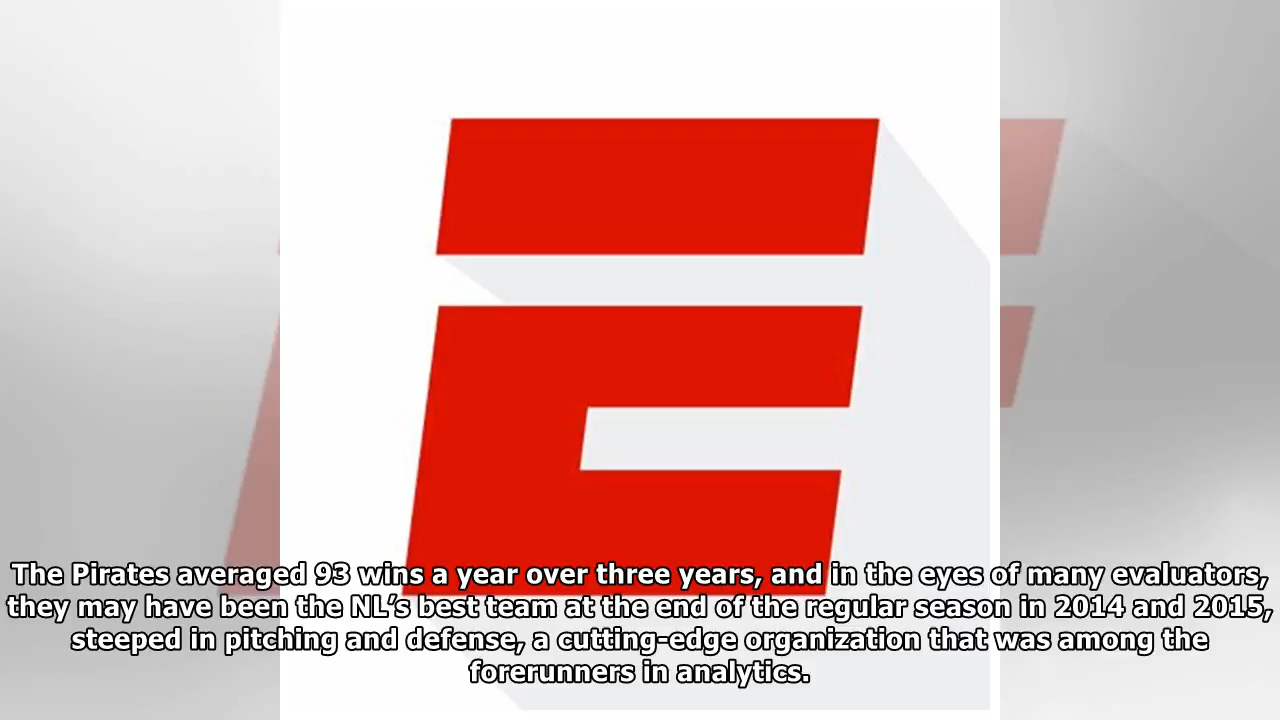 The Pirates averaged 93 wins a year over three years, and in the eyes of many evaluators,
they may have been the NL’s best team at the end of the regular season in 2014 and 2015,
steeped in pitching and defense, a cutting-edge organization that was among the
forerunners in analytics.